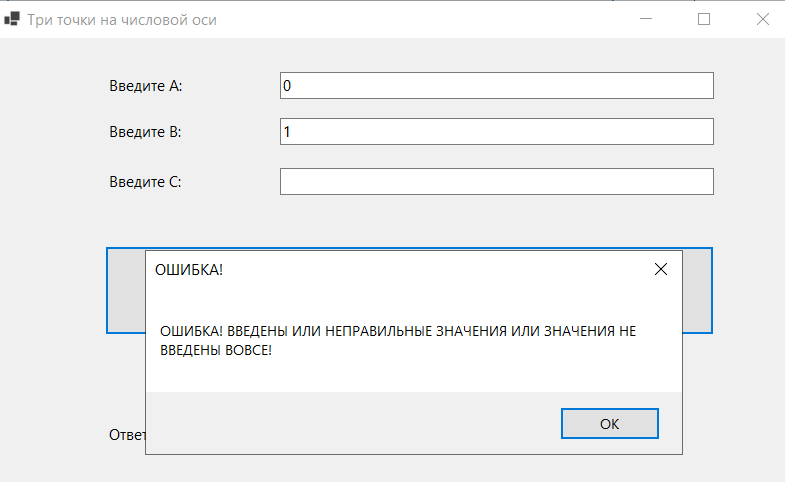 Три точки на числовой оси
Введите A:
0
Введите B:
1
Введите C:
ОШИБКА!
ОШИБКА! ВВЕДЕНЫ ИЛИ НЕПРАВИЛЬНЫЕ ЗНАЧЕНИЯ ИЛИ ЗНАЧЕНИЯ НЕ
ВВЕДЕНЫ ВОВСЕ!
ОК
Ответ